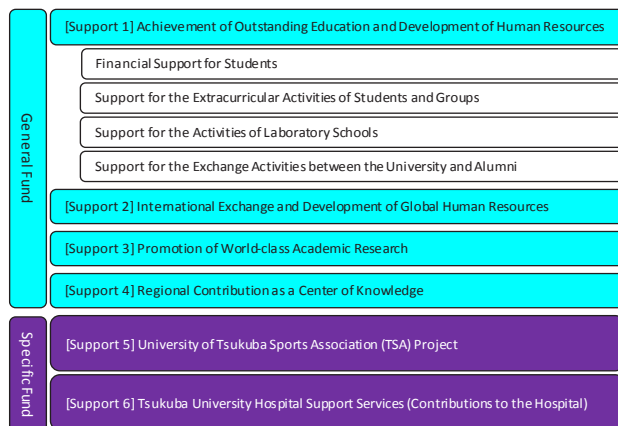 General Fund
[Support 1] Achievement of Outstanding Education and Development of Human Resources
Financial Support for Students
Support for the Extracurricular Activities of Students and Groups
Support for the Activities of Laboratory Schools
Support for the Exchange Activities between the University and Alumni
[Support 2] International Exchange and Development of Global Human Resources
[Support 3] Promotion of World-class Academic Research
[Support 4] Regional Contribution as a Center of Knowledge
Specific Fund
[Support 5] University of Tsukuba Sports Association (TSA) Project
[Support 6] Tsukuba University Hospital Support Services (Contributions to the Hospital)